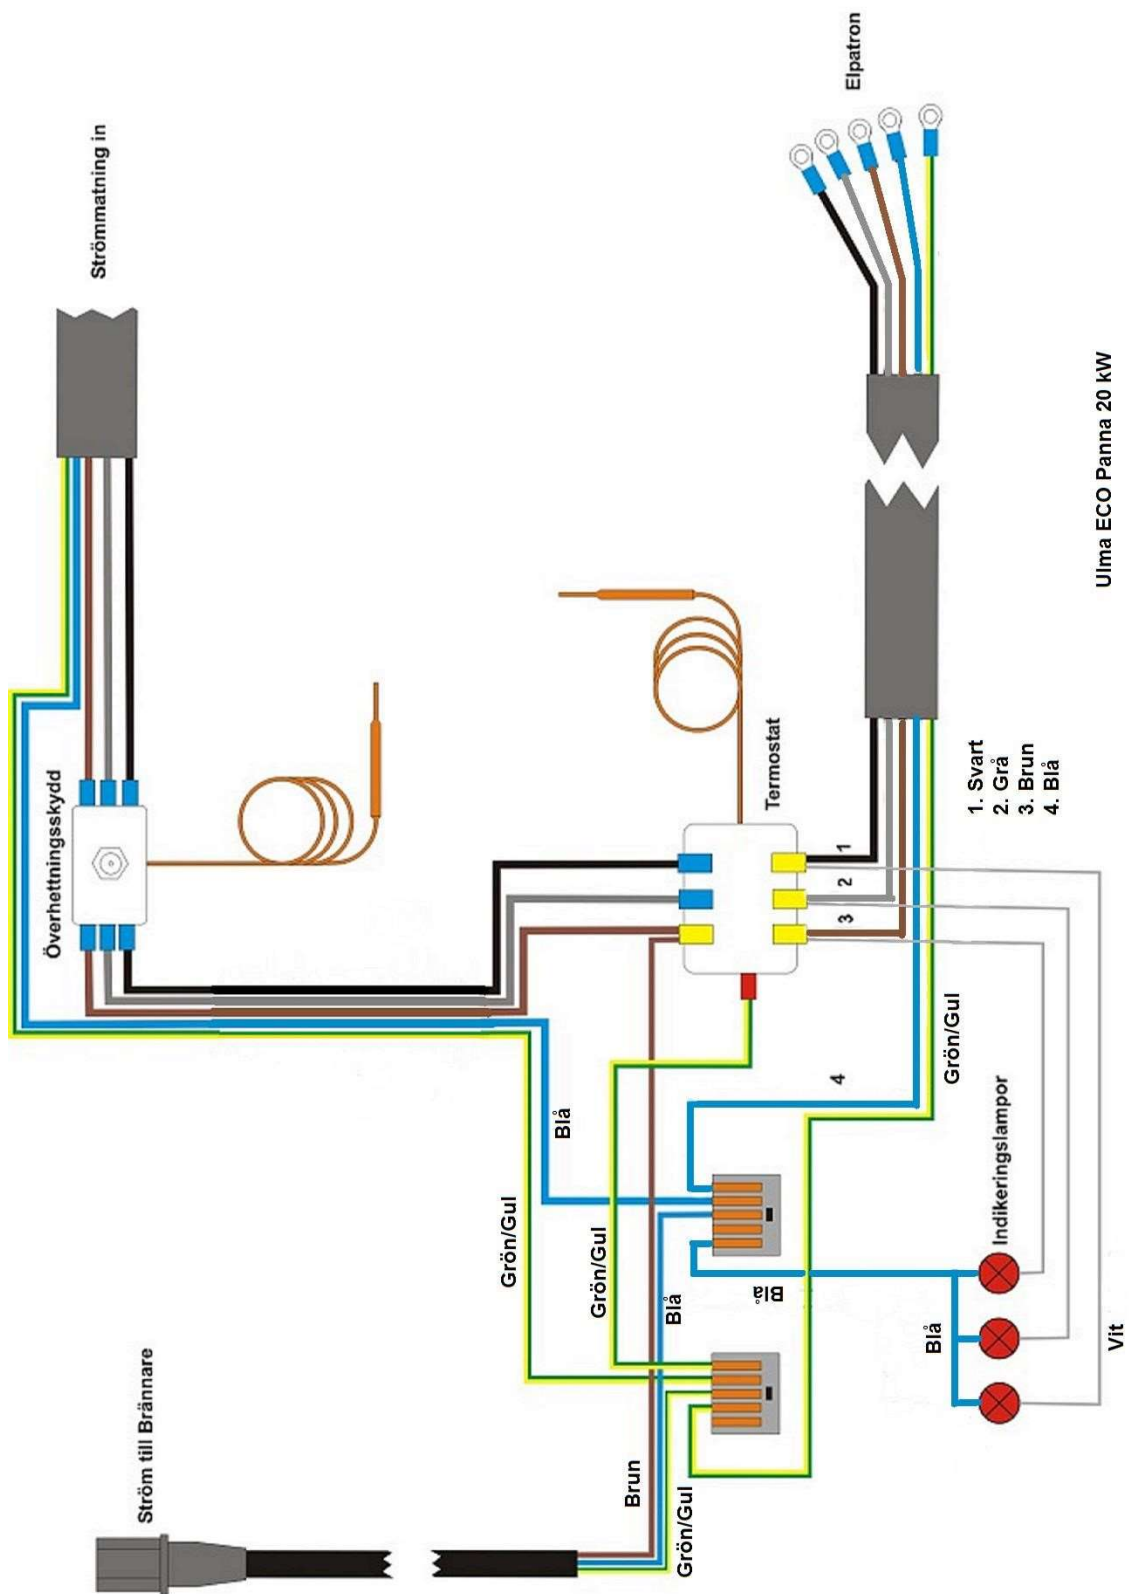 Elpatron
Strömmatning in
Ulma ECO Panna 20 kW
Överhettningsskydd
Termostat
1. Svart
2. Grå
3. Brun
4. Blå
1
2
3
4
Grön/Gul
Blå
Grön/Gul
Grön/Gul
Blå
Blå
Indikeringslampor
Blå
Vit
Ström till Brännare
Brun
Grön/Gul